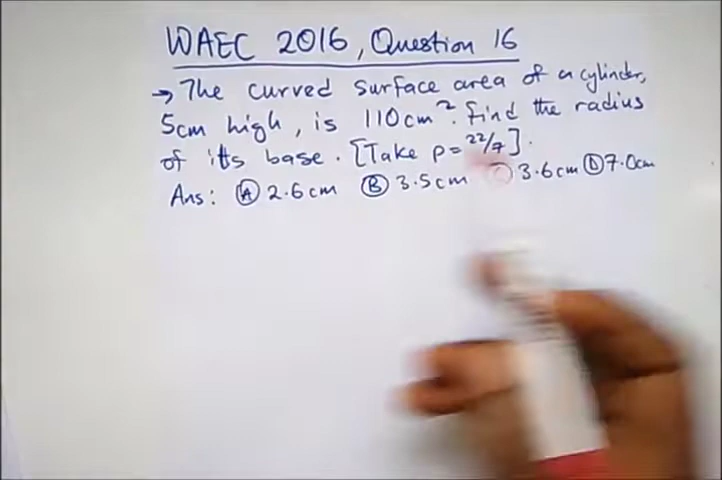 WAEC 2016, Question 16
→ The curved surface area of a cylinder,
5cm high, is 110cm². Find the radius
of its base. [Take p = 22/7].
Ans: (A) 2.6cm (B) 3.5cm (C) 3.6cm (D) 7.0cm